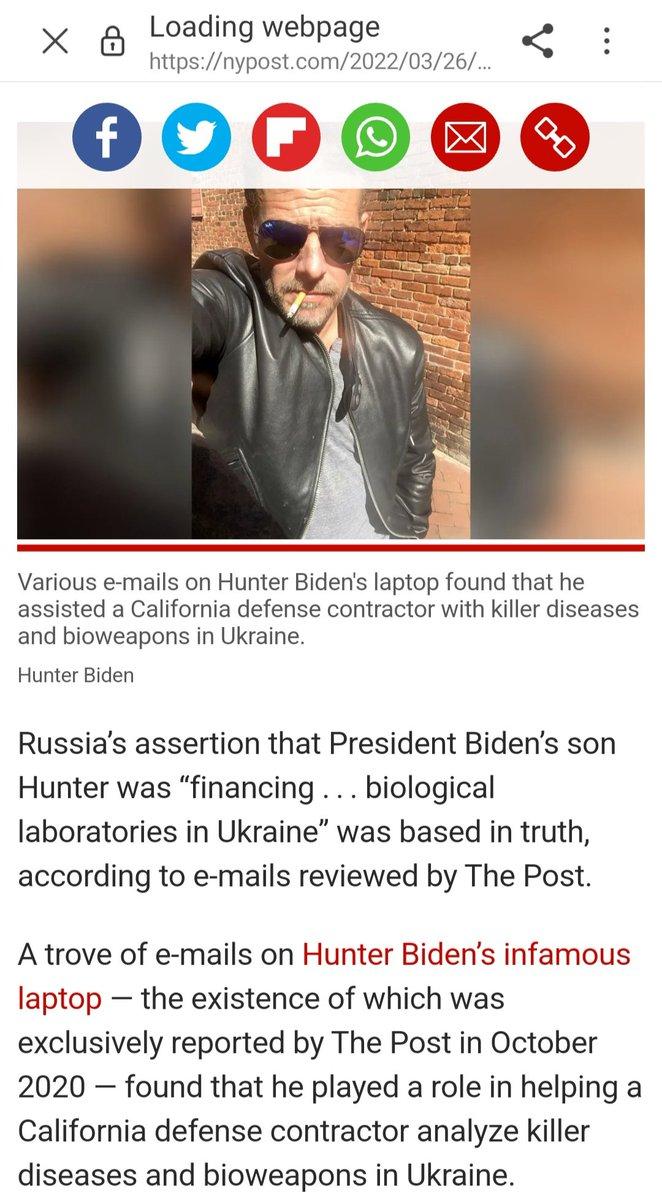 Loading webpage
https://nypost.com/2022/03/26/...
Various e-mails on Hunter Biden's laptop found that he
assisted a California defense contractor with killer diseases
and bioweapons in Ukraine.
Hunter Biden
Russia’s assertion that President Biden’s son
Hunter was “financing . . . biological
laboratories in Ukraine” was based in truth,
according to e-mails reviewed by The Post.
A trove of e-mails on Hunter Biden’s infamous
laptop — the existence of which was
exclusively reported by The Post in October
2020 — found that he played a role in helping a
California defense contractor analyze killer
diseases and bioweapons in Ukraine.